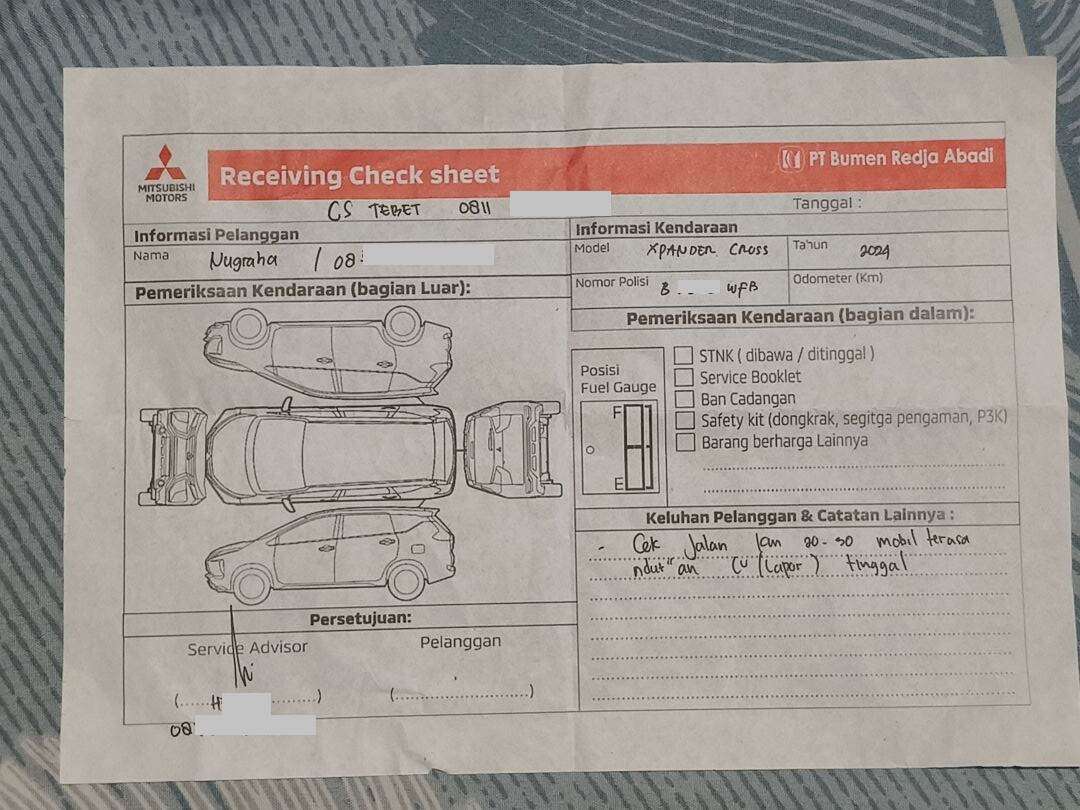 MITSUBISHI
MOTORS
Receiving Check sheet
PT Bumen Redja Abadi
CS TEBET 0811
Tanggal :
Informasi Pelanggan
Nama Nugraha / 08
Informasi Kendaraan
Model XPANDER CROSS
Tahun 2024
Nomor Polisi B WFB
Odometer (Km)
Pemeriksaan Kendaraan (bagian Luar):
Pemeriksaan Kendaraan (bagian dalam):
Posisi
Fuel Gauge
F
E
STNK ( dibawa / ditinggal )
Service Booklet
Ban Cadangan
Safety kit (dongkrak, segitga pengaman, P3K)
Barang berharga Lainnya
Keluhan Pelanggan & Catatan Lainnya :
- Cek Jalan mobil terasa
ndut"an (Lapor) tinggal
Persetujuan:
Service Advisor
Pelanggan
(....Hi..........)
(........................)
08